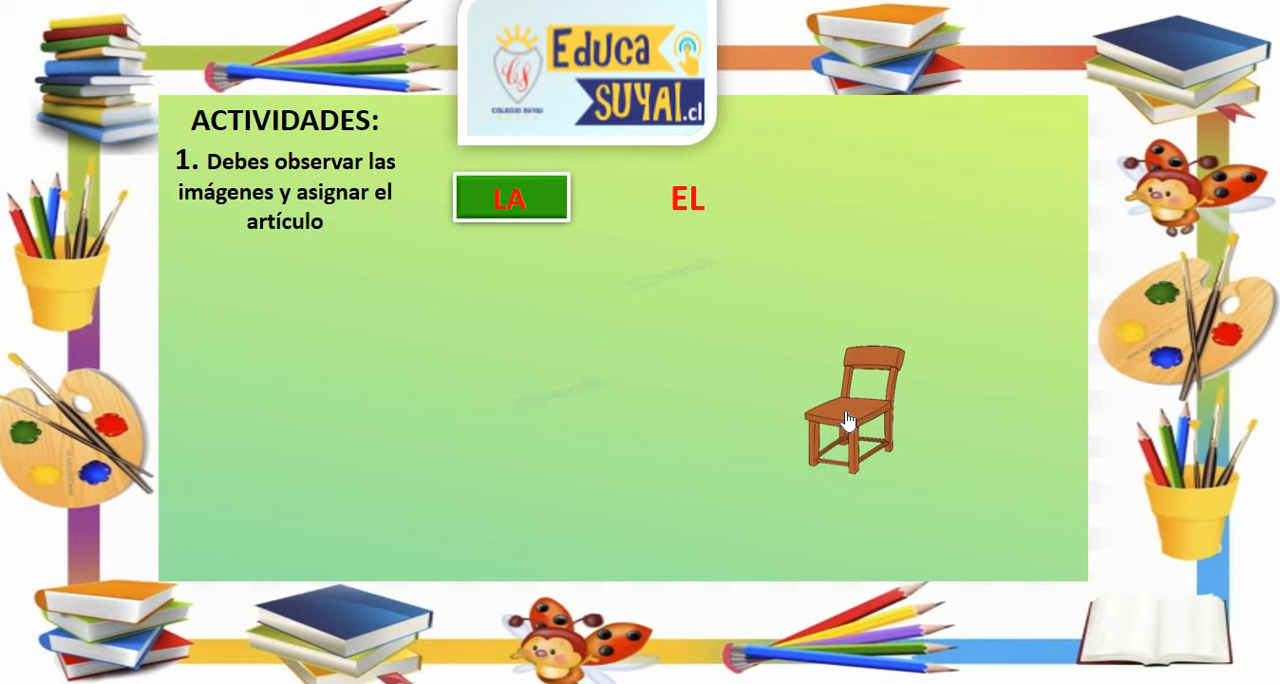 Educa
SUYAI.cl
COLEGIO SUYAI
ACTIVIDADES:
1. Debes observar las
imágenes y asignar el
artículo
LA
EL